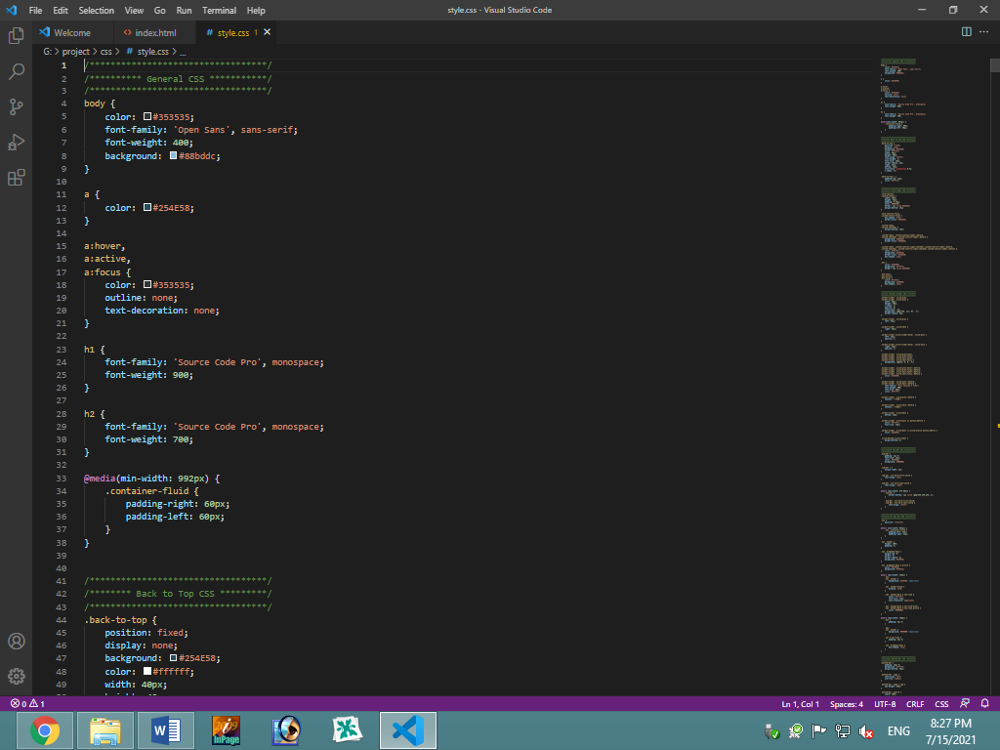 File Edit Selection View Go Run Terminal Help style.css - Visual Studio Code
Welcome <> index.html # style.css 1
G: > project > css > # style.css > ...
1 /**********************************/
2 /********** General CSS ***********/
3 /**********************************/
4 body {
5 color: #353535;
6 font-family: 'Open Sans', sans-serif;
7 font-weight: 400;
8 background: #88bddc;
9 }
10
11 a {
12 color: #254E58;
13 }
14
15 a:hover,
16 a:active,
17 a:focus {
18 color: #353535;
19 outline: none;
20 text-decoration: none;
21 }
22
23 h1 {
24 font-family: 'Source Code Pro', monospace;
25 font-weight: 900;
26 }
27
28 h2 {
29 font-family: 'Source Code Pro', monospace;
30 font-weight: 700;
31 }
32
33 @media(min-width: 992px) {
34 .container-fluid {
35 padding-right: 60px;
36 padding-left: 60px;
37 }
38 }
39
40
41 /**********************************/
42 /******** Back to Top CSS *********/
43 /**********************************/
44 .back-to-top {
45 position: fixed;
46 display: none;
47 background: #254E58;
48 color: #ffffff;
49 width: 40px;
0 1 Ln 1, Col 1 Spaces: 4 UTF-8 CRLF CSS
InPage
ENG
8:27 PM
7/15/2021